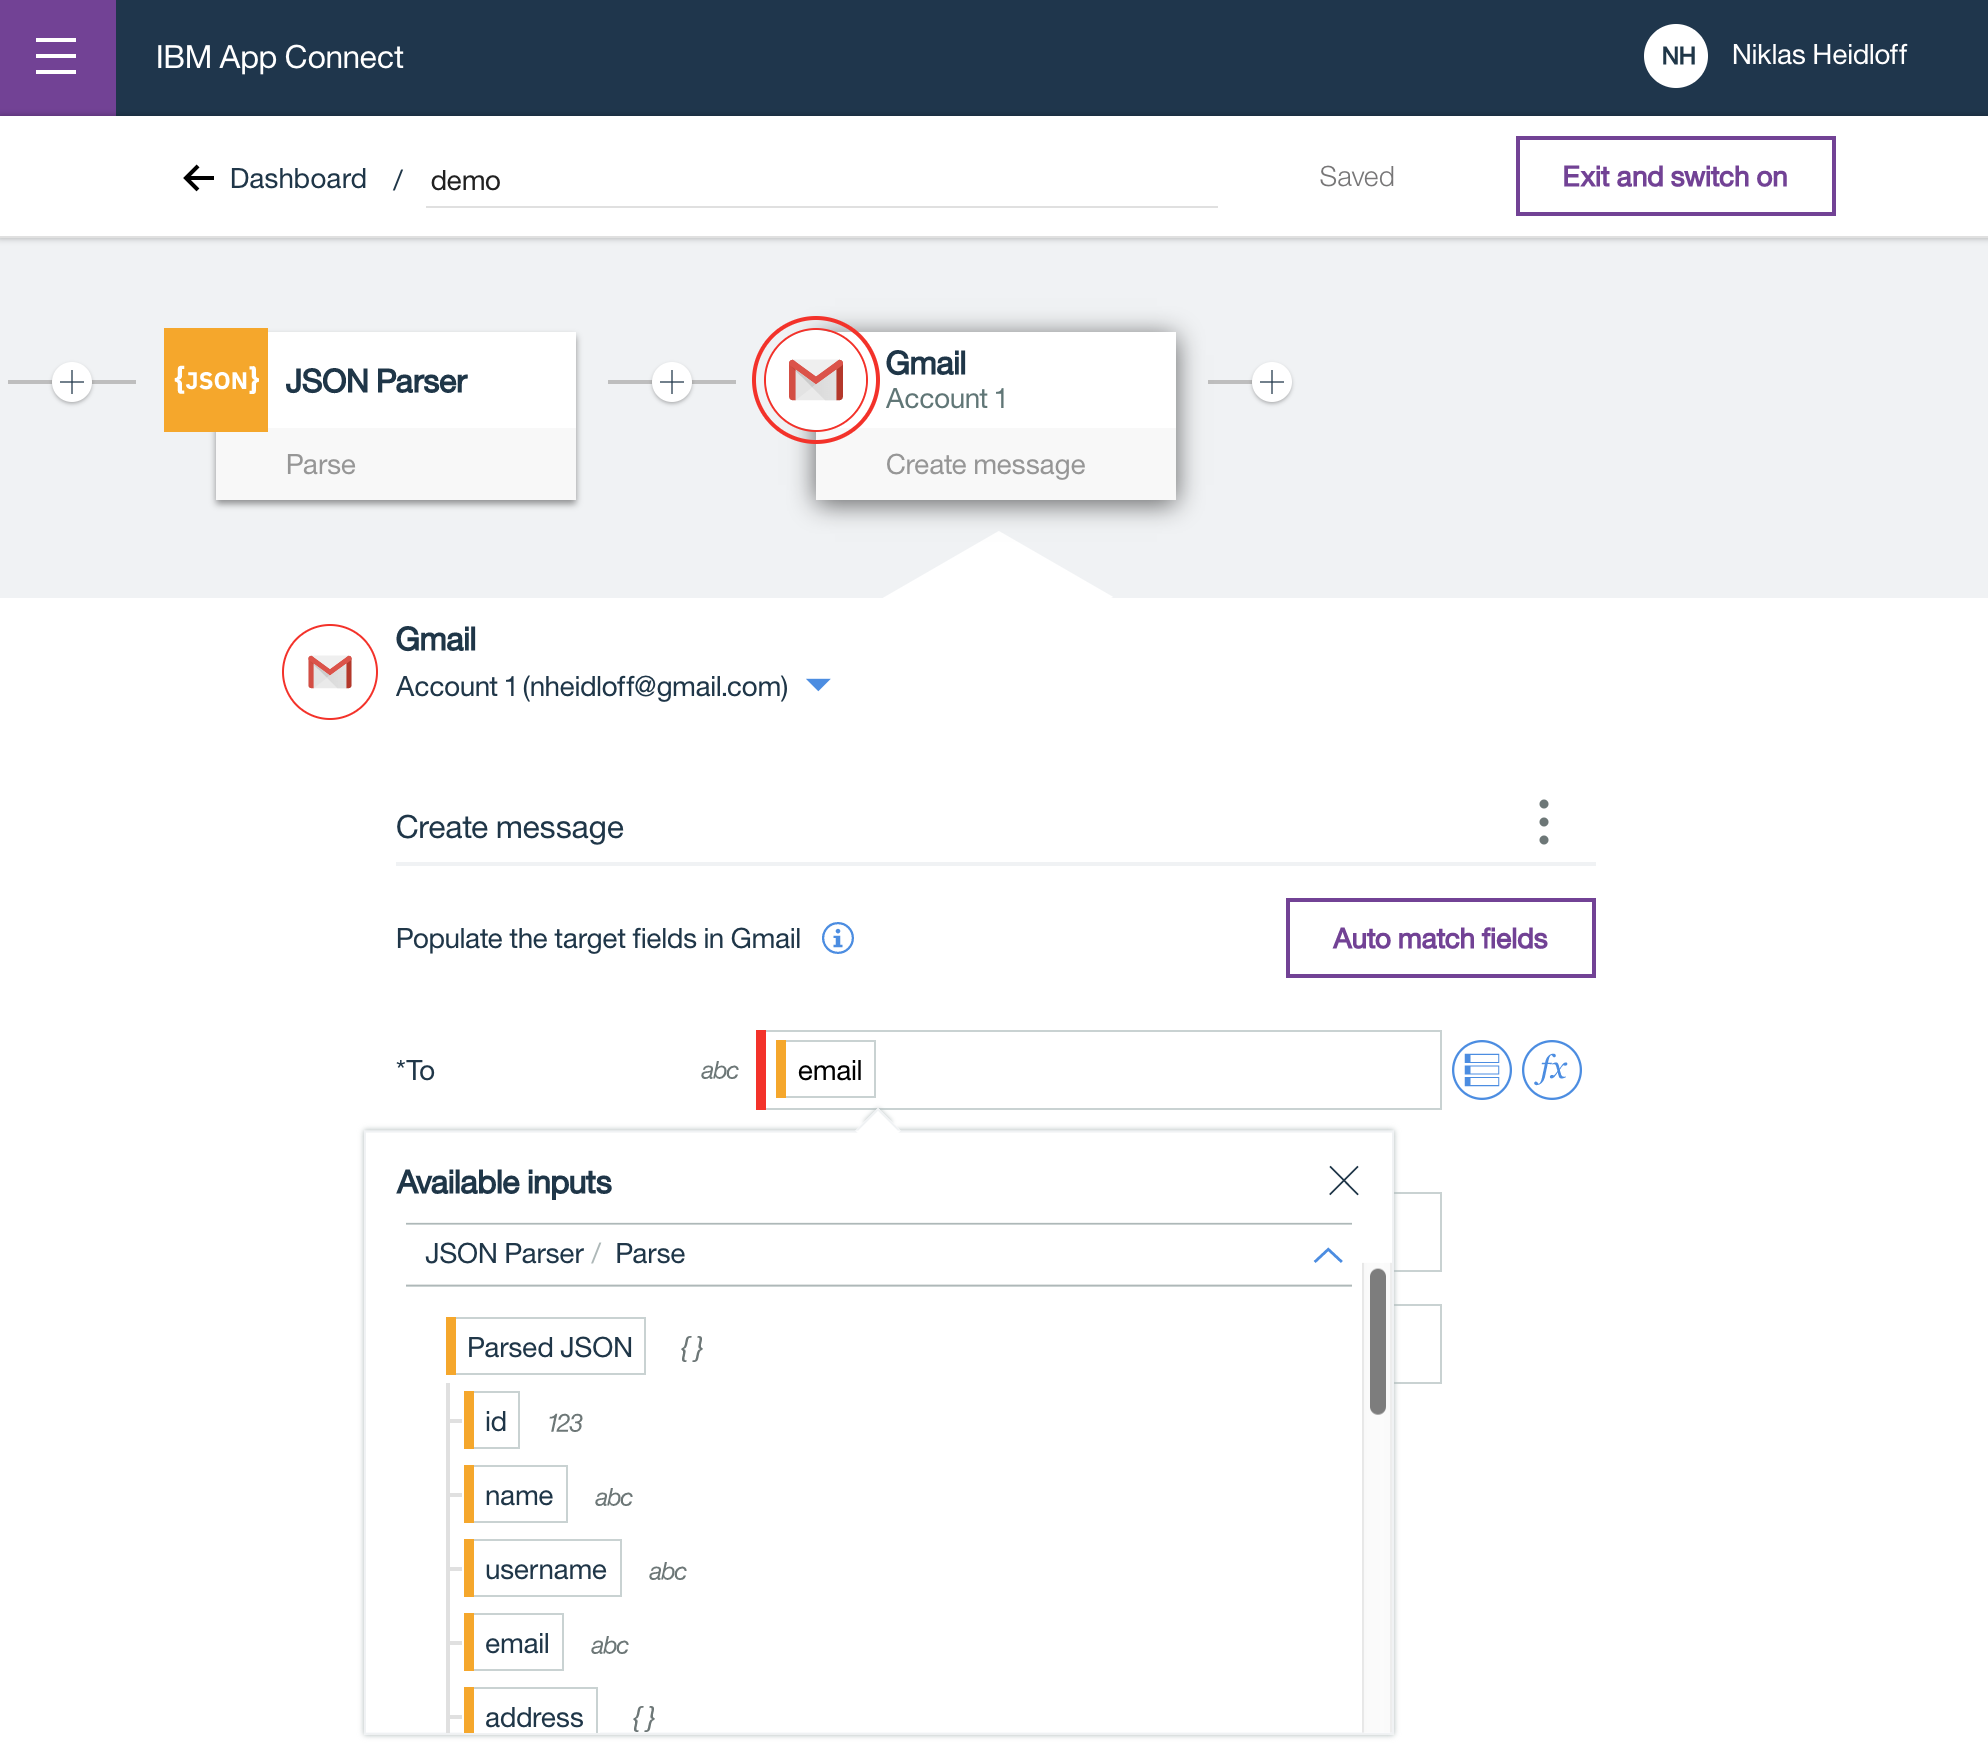 IBM App Connect
NH Niklas Heidloff
Dashboard / demo
Saved
Exit and switch on
{JSON} JSON Parser
Parse
Gmail
Account 1
Create message
Gmail
Account 1 (nheidloff@gmail.com)
Create message
Populate the target fields in Gmail
Auto match fields
*To abc email fx
Available inputs
JSON Parser / Parse
Parsed JSON { }
id 123
name abc
username abc
email abc
address { }